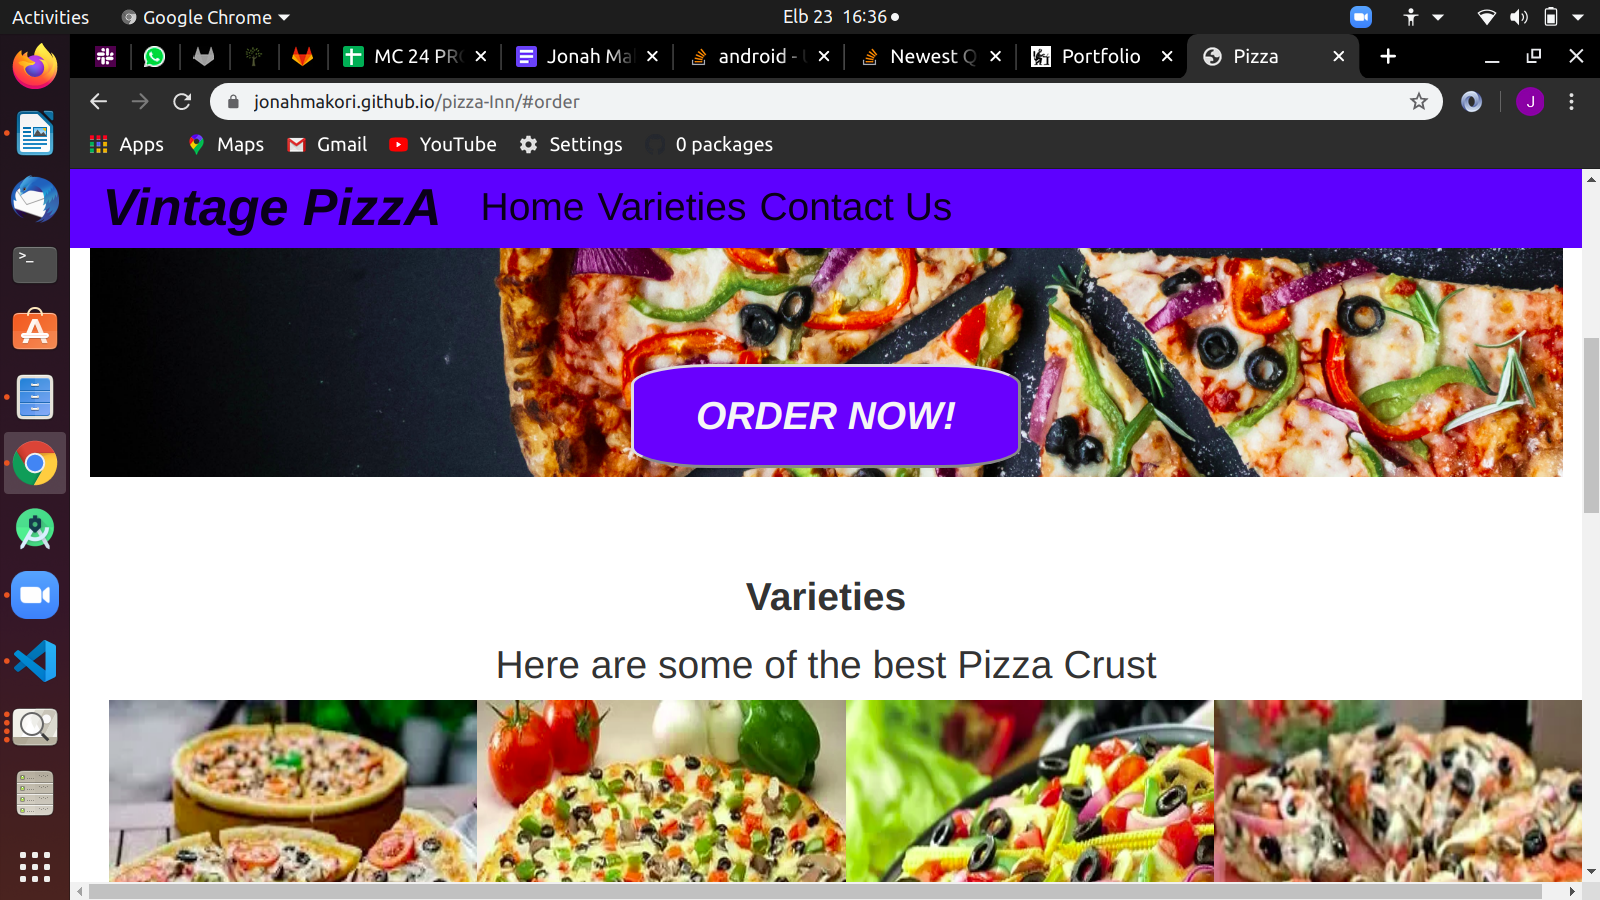 Activities
Google Chrome
Elb 23 16:36
MC 24 PR
Jonah Ma
android -
Newest Q
Portfolio
Pizza
jonahmakori.github.io/pizza-Inn/#order
J
Apps
Maps
Gmail
YouTube
Settings
0 packages
Vintage PizzA
Home Varieties Contact Us
ORDER NOW!
Varieties
Here are some of the best Pizza Crust